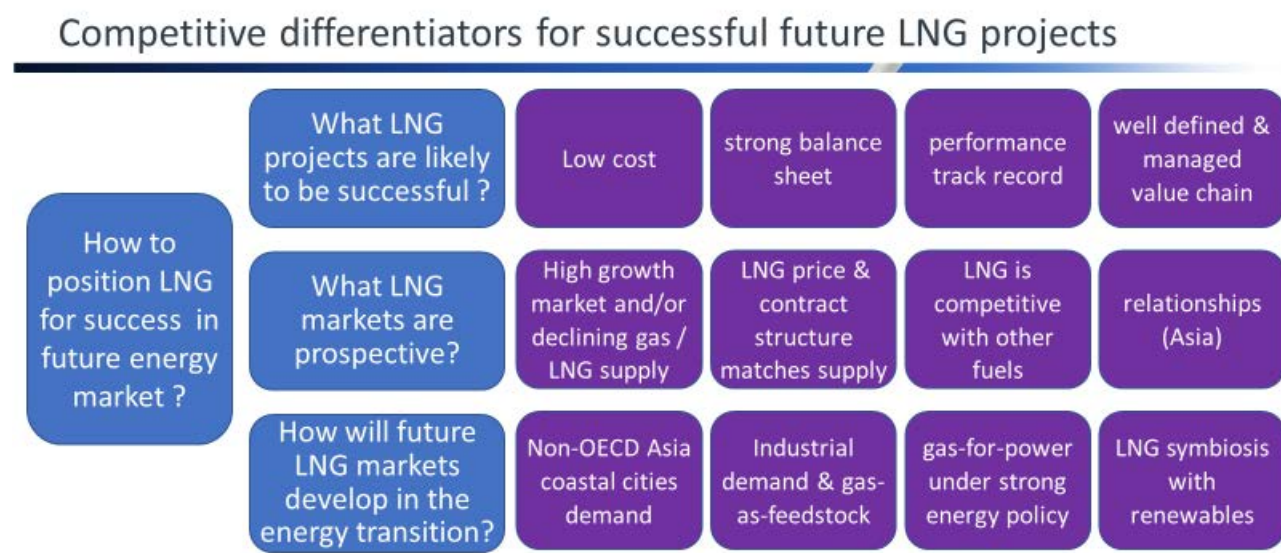 Competitive differentiators for successful future LNG projects
How to
position LNG
for success in
future energy
market ?
What LNG
projects are likely
to be successful ?
Low cost
strong balance
sheet
performance
track record
well defined &
managed
value chain
What LNG
markets are
prospective?
High growth
market and/or
declining gas /
LNG supply
LNG price &
contract
structure
matches supply
LNG is
competitive
with other
fuels
relationships
(Asia)
How will future
LNG markets
develop in the
energy transition?
Non-OECD Asia
coastal cities
demand
Industrial
demand & gas-
as-feedstock
gas-for-power
under strong
energy policy
LNG symbiosis
with
renewables